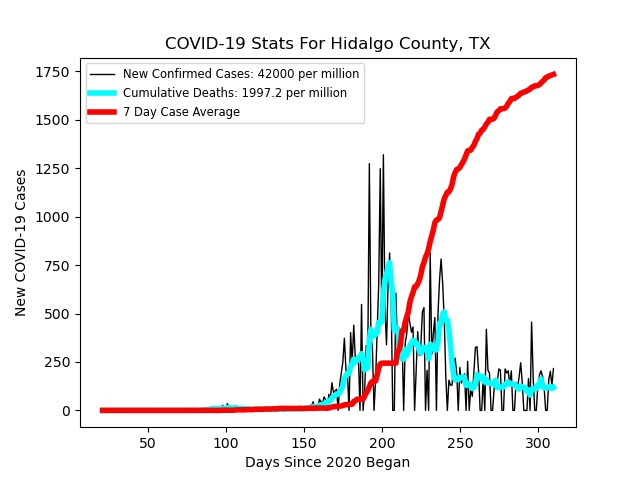 COVID-19 Stats For Hidalgo County, TX
New Confirmed Cases: 42000 per million
Cumulative Deaths: 1997.2 per million
7 Day Case Average
1750
1500
1250
1000
750
500
250
0
New COVID-19 Cases
50 100 150 200 250 300
Days Since 2020 Began